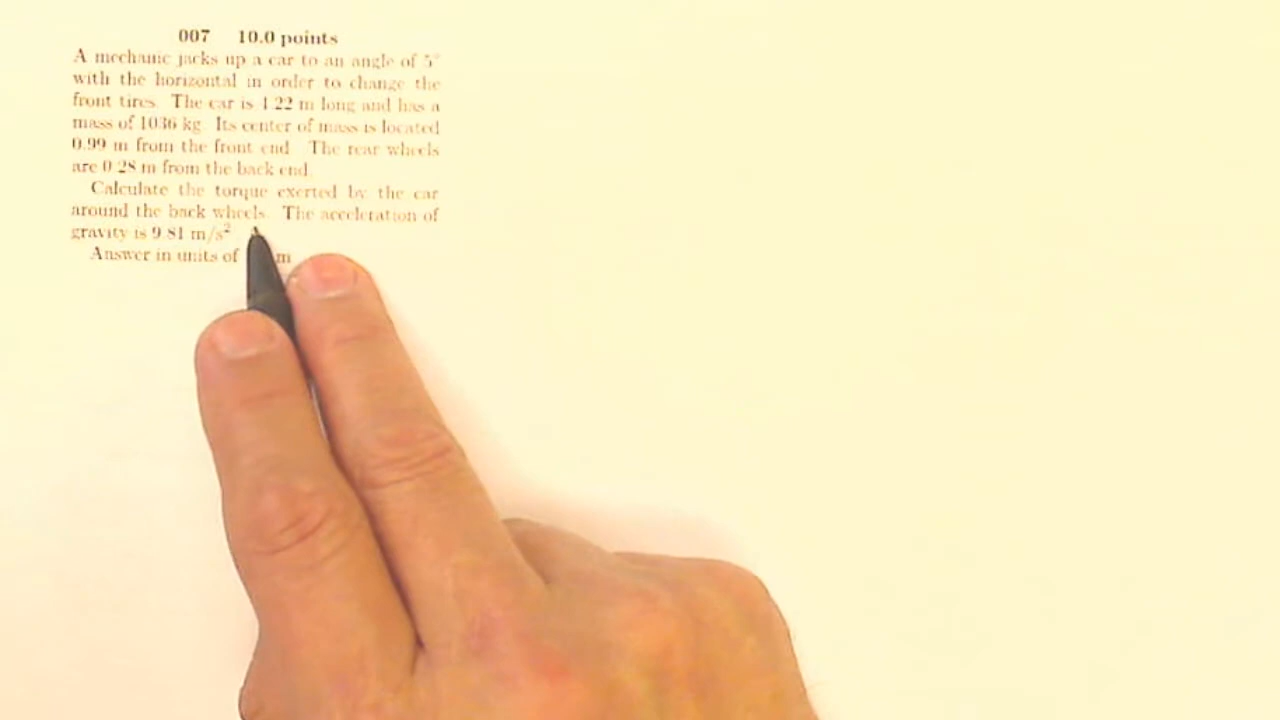 007 10.0 points
A mechanic jacks up a car to an angle of 5°
with the horizontal in order to change the
front tires. The car is 1.22 m long and has a
mass of 1036 kg. Its center of mass is located
0.99 m from the front end. The rear wheels
are 0.28 m from the back end.
Calculate the torque exerted by the car
around the back wheels. The acceleration of
gravity is 9.81 m/s²
Answer in units of m